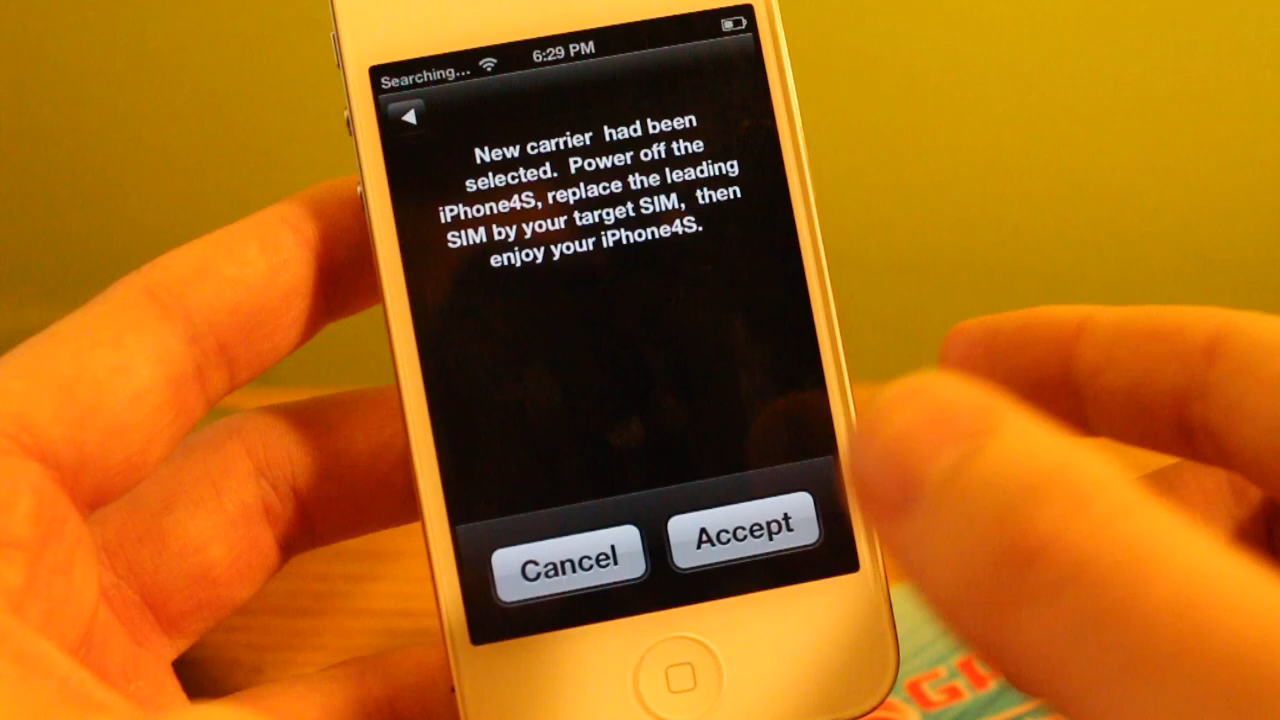 Searching... 6:29 PM
New carrier had been
selected. Power off the
iPhone4S, replace the leading
SIM by your target SIM, then
enjoy your iPhone4S.
Cancel Accept